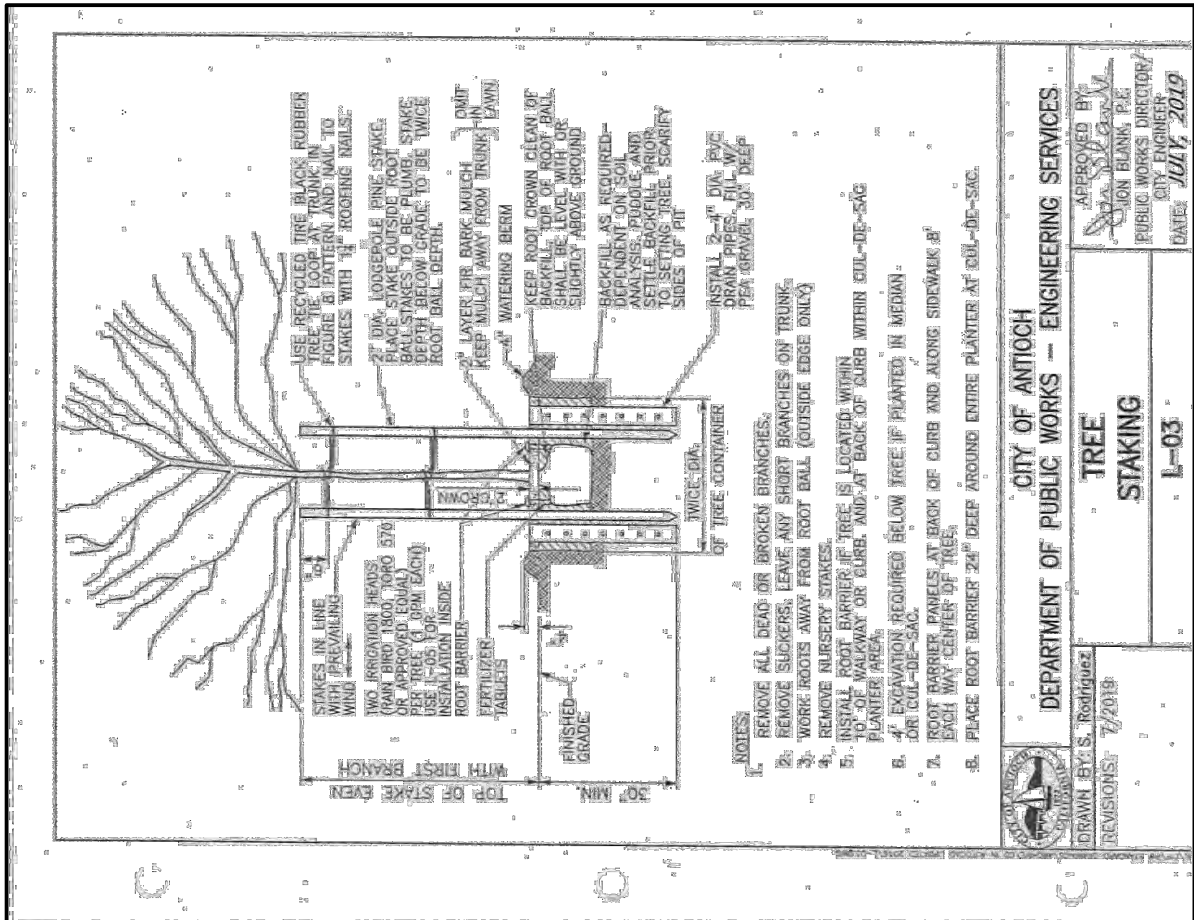 USE RECYCLED TIRE BLACK RUBBER
TREE TIE. LOOP AT TRUNK IN
FIGURE 8 PATTERN AND NAIL TO
STAKES WITH 1½" ROOFING NAILS.
2" DIA. LODGEPOLE PINE STAKE.
PLACE STAKE OUTSIDE ROOT
BALL. STAKES TO BE PLUMB. STAKE
DEPTH BELOW GRADE TO BE TWICE
ROOT BALL DEPTH.
2" LAYER FIR BARK MULCH
KEEP MULCH AWAY FROM TRUNK
OMIT
IN
LAWN
4" WATERING BERM
KEEP ROOT CROWN CLEAN OF
BACKFILL. TOP OF ROOT BALL
SHALL BE LEVEL WITH OR
SLIGHTLY ABOVE GROUND
BACKFILL AS REQUIRED
DEPENDENT ON SOIL
ANALYSIS. PUDDLE AND
SETTLE BACKFILL PRIOR
TO SETTING TREE. SCARIFY
SIDES OF PIT
INSTALL 2-4" DIA. PVC
DRAIN PIPES. FILL W/
PEA GRAVEL 30" DEEP
STAKES IN LINE
WITH PREVAILING
WIND
TWO IRRIGATION HEADS
(RAIN BIRD 1800, TORO 570
OR APPROVED EQUAL)
PER TREE (1 GPM EACH)
USE I-05 FOR
INSTALLATION INSIDE
ROOT BARRIER
FERTILIZER
TABLETS
FINISHED
GRADE
TOP OF STAKE EVEN
WITH FIRST
BRANCH
30" MIN
CROWN
TWICE DIA.
OF TREE CONTAINER
NOTES:
1. REMOVE ALL DEAD OR BROKEN BRANCHES.
2. REMOVE SUCKERS. LEAVE ANY SHORT BRANCHES ON TRUNK.
3. WORK ROOTS AWAY FROM ROOT BALL (OUTSIDE EDGE ONLY)
4. REMOVE NURSERY STAKES.
5. INSTALL ROOT BARRIER IF TREE IS LOCATED WITHIN
10' OF WALKWAY OR CURB, AND AT BACK OF CURB WITHIN CUL-DE-SAC
PLANTER AREA.
6. 4" EXCAVATION REQUIRED BELOW TREE IF PLANTED IN MEDIAN
OR CUL-DE-SAC.
7. ROOT BARRIER PANELS AT BACK OF CURB AND ALONG SIDEWALK 8'
EACH WAY CENTER OF TREE.
8. PLACE ROOT BARRIER 24" DEEP AROUND ENTIRE PLANTER AT CUL-DE-SAC.
CITY OF ANTIOCH
DEPARTMENT OF PUBLIC WORKS - ENGINEERING SERVICES
DRAWN BY: S. Rodriguez
REVISIONS: 7/2019
TREE
STAKING
L-03
APPROVED BY:
JON BLANK, P.E.
PUBLIC WORKS DIRECTOR/
CITY ENGINEER
DATE: JULY, 2019